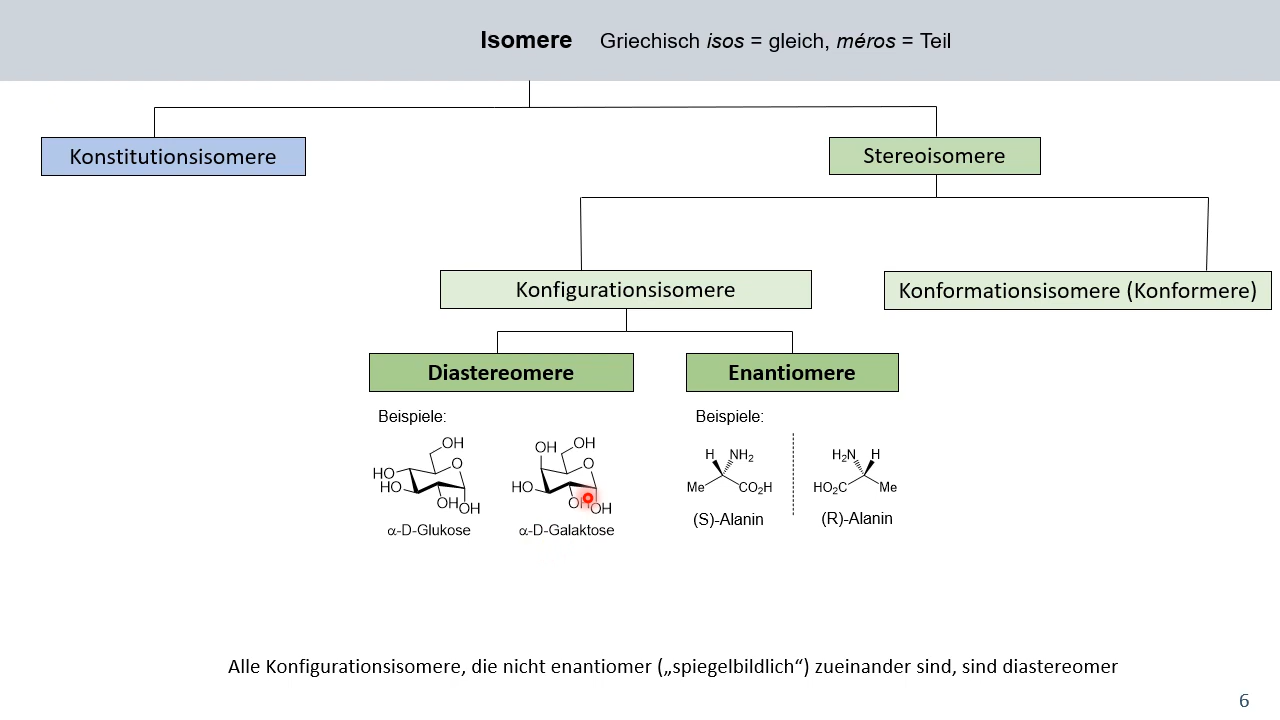 Isomere Griechisch isos = gleich, méros = Teil
Konstitutionsisomere
Stereoisomere
Konfigurationsisomere
Konformationsisomere (Konformere)
Diastereomere
Enantiomere
Beispiele:
Beispiele:
OH
O
HO
HO
OH
OH
α-D-Glukose
OH
OH
O
HO
OH
OH
α-D-Galaktose
H NH₂
Me CO₂H
(S)-Alanin
H₂N H
HO₂C Me
(R)-Alanin
Alle Konfigurationsisomere, die nicht enantiomer („spiegelbildlich“) zueinander sind, sind diastereomer
6